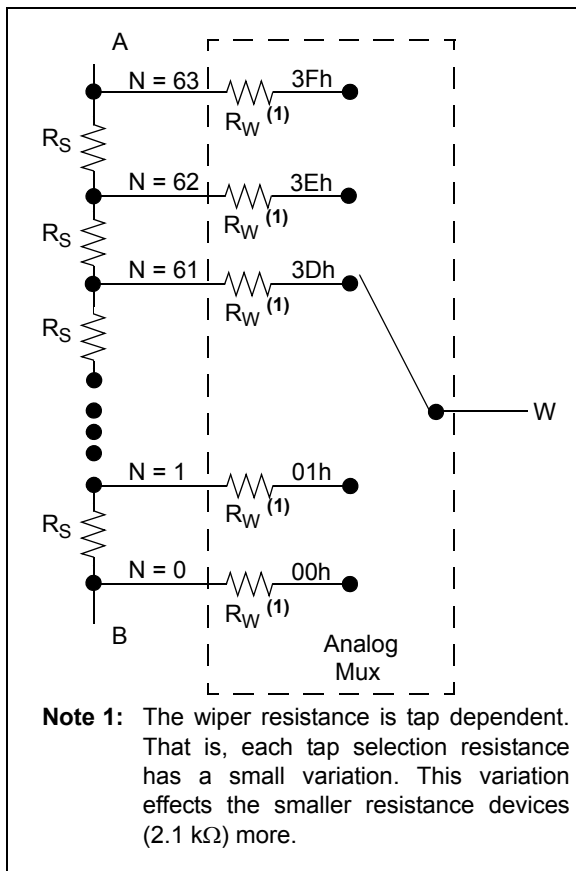 A
N = 63 3Fh
RW (1)
RS
N = 62 3Eh
RW (1)
RS
N = 61 3Dh
RW (1)
RS
W
N = 1 01h
RW (1)
RS
N = 0 00h
RW (1)
B
Analog
Mux
Note 1: The wiper resistance is tap dependent.
That is, each tap selection resistance
has a small variation. This variation
effects the smaller resistance devices
(2.1 kΩ) more.